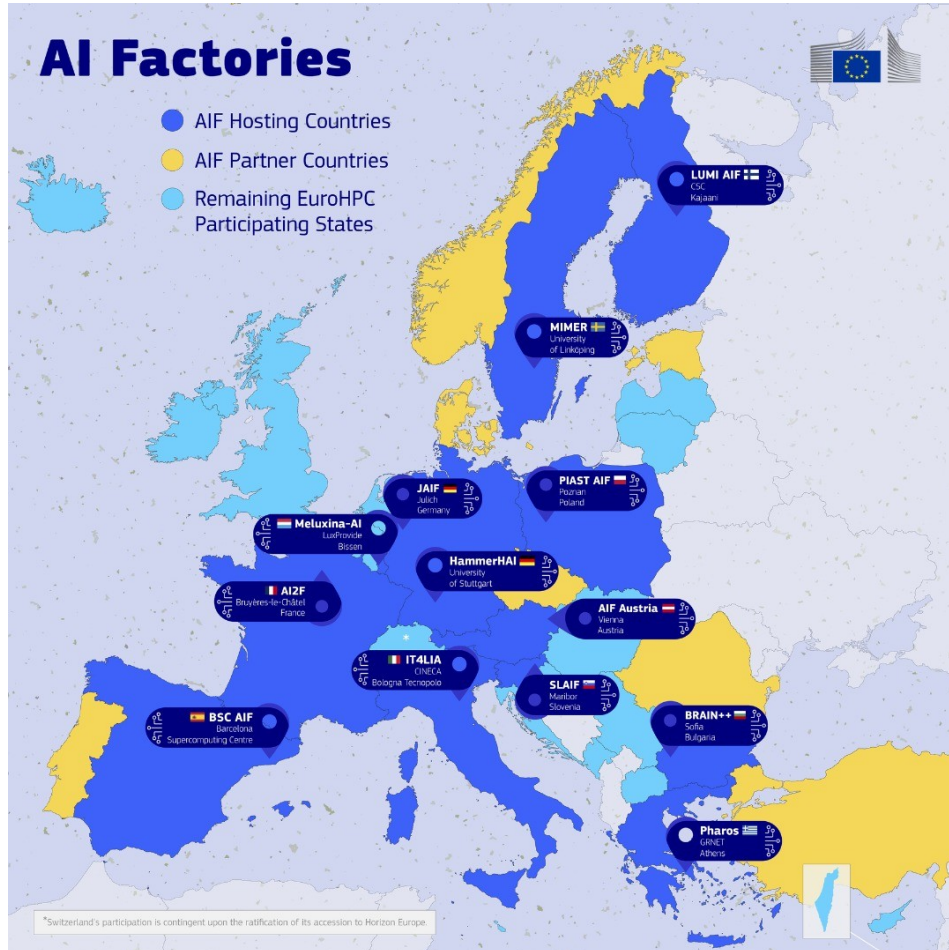 AI Factories
AIF Hosting Countries
AIF Partner Countries
Remaining EuroHPC
Participating States
LUMI AIF
CSC
Kajaani
MIMER
University
of Linköping
JAIF
Julich
Germany
PIAST AIF
Poznan
Poland
Meluxina-AI
LuxProvide
Bissen
HammerHAI
University
of Stuttgart
AI2F
Bruyères-le-Châtel
France
AIF Austria
Vienna
Austria
IT4LIA
CINECA
Bologna Tecnopolo
SLAIF
Maribor
Slovenia
BSC AIF
Barcelona
Supercomputing Centre
BRAIN++
Sofia
Bulgaria
Pharos
GRNET
Athens
*
*Switzerland's participation is contingent upon the ratification of its accession to Horizon Europe.